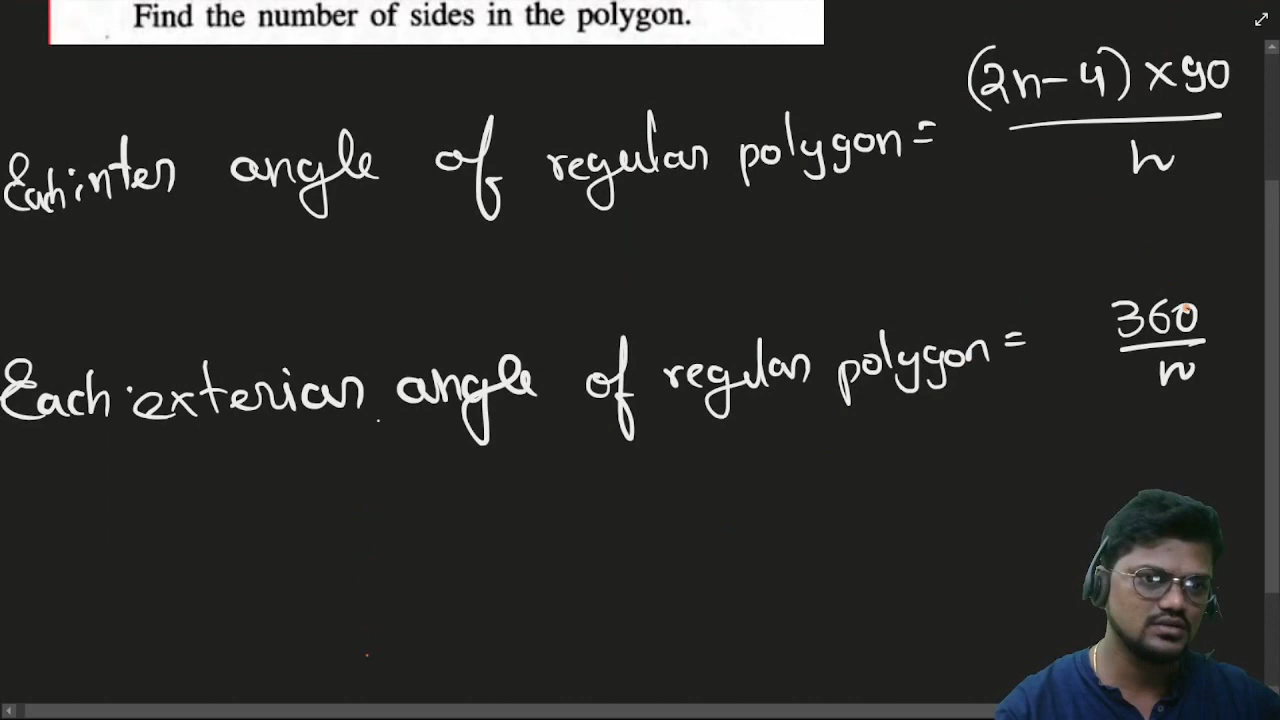 Find the number of sides in the polygon.
Each inter angle of regular polygon = (2n-4) x 90
n
Each exterior angle of regular polygon = 360
n